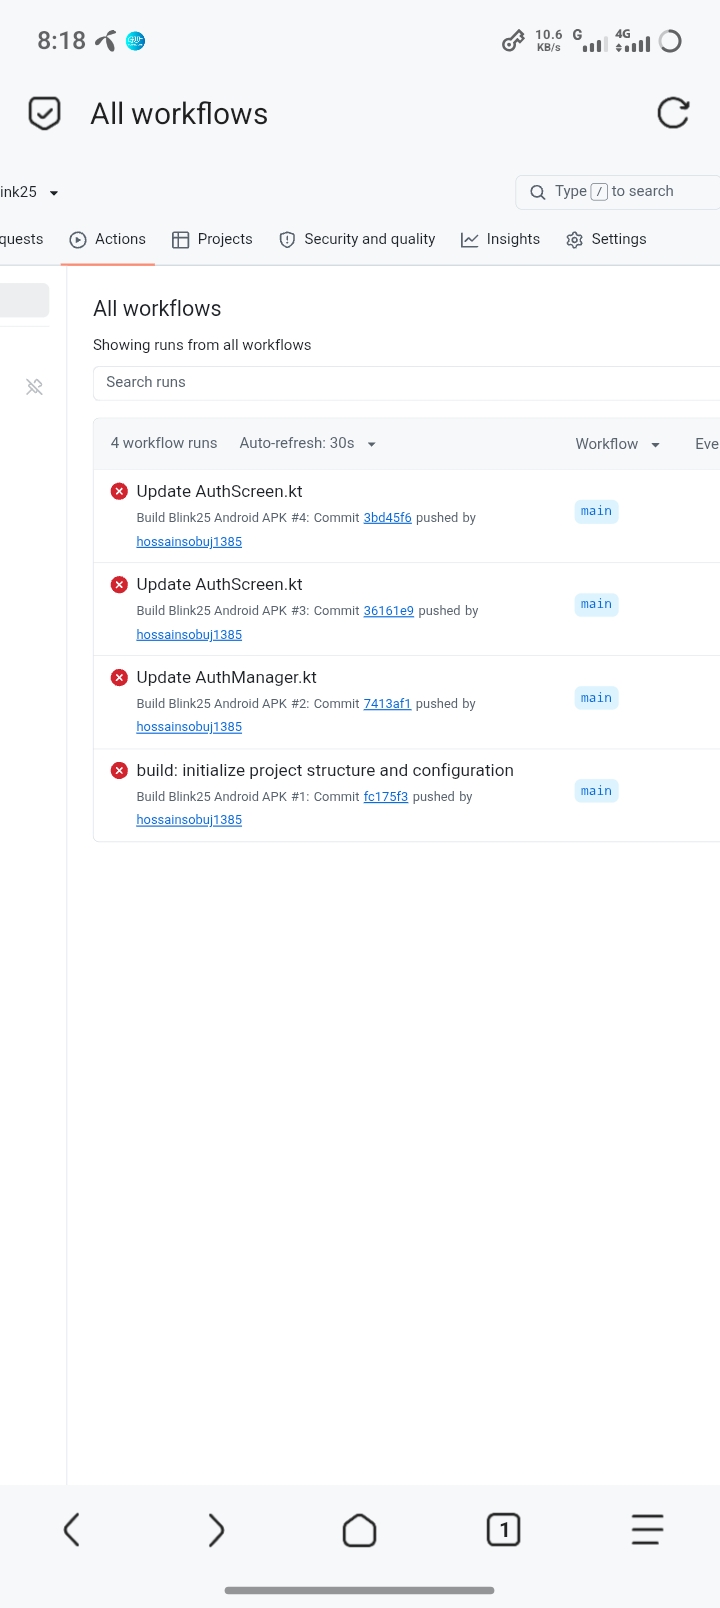 8:18
10.6 KB/s
G
4G
All workflows
ink25
Type / to search
quests
Actions
Projects
Security and quality
Insights
Settings
All workflows
Showing runs from all workflows
Search runs
4 workflow runs
Auto-refresh: 30s
Workflow
Eve
Update AuthScreen.kt
Build Blink25 Android APK #4: Commit 3bd45f6 pushed by
hossainsobuj1385
main
Update AuthScreen.kt
Build Blink25 Android APK #3: Commit 36161e9 pushed by
hossainsobuj1385
main
Update AuthManager.kt
Build Blink25 Android APK #2: Commit 7413af1 pushed by
hossainsobuj1385
main
build: initialize project structure and configuration
Build Blink25 Android APK #1: Commit fc175f3 pushed by
hossainsobuj1385
main
1